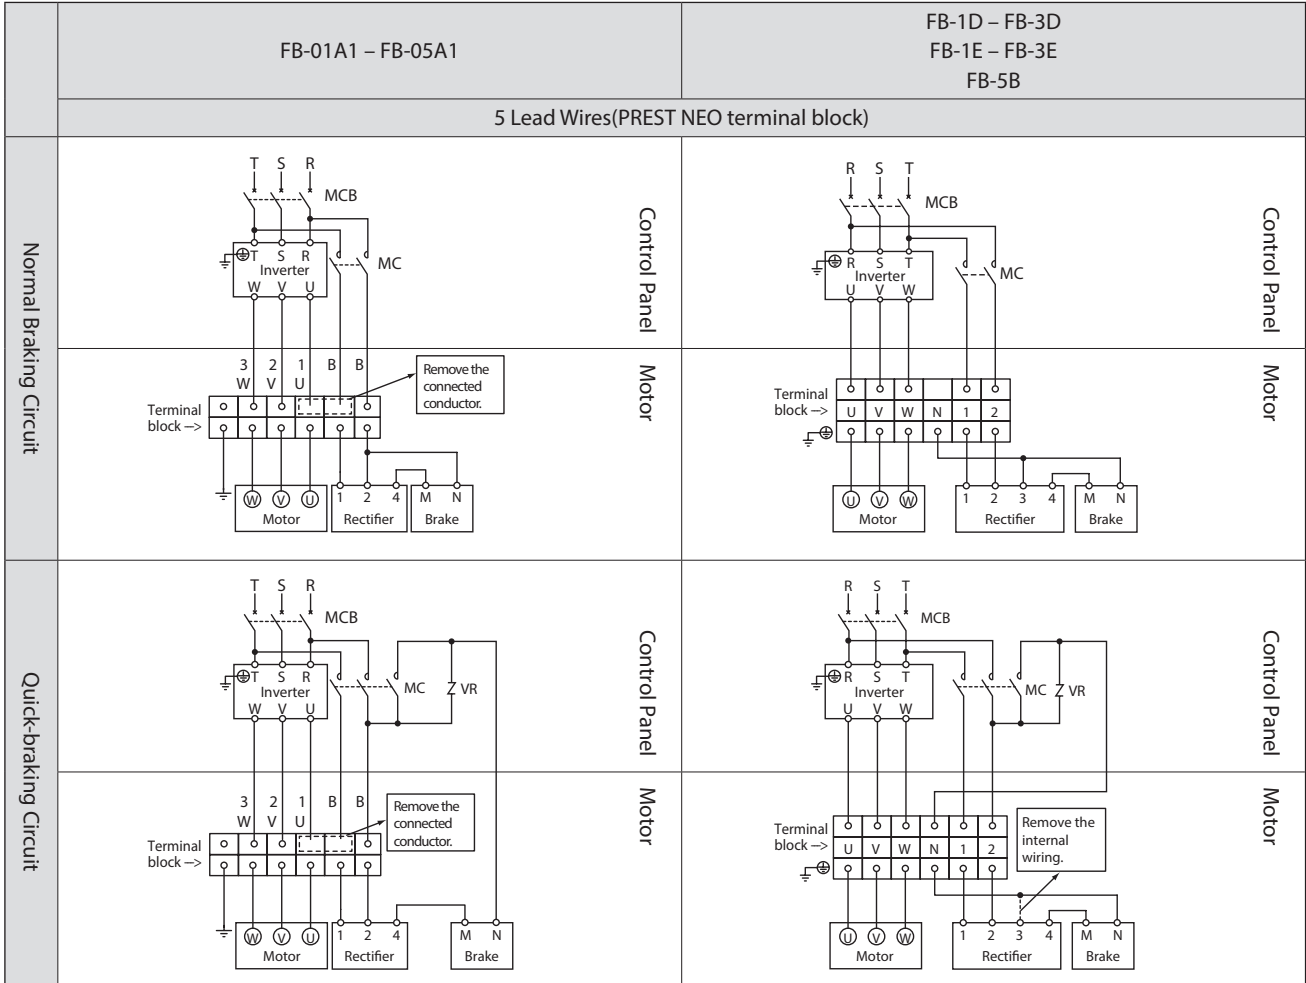 FB-01A1 – FB-05A1
FB-1D – FB-3D
FB-1E – FB-3E
FB-5B
5 Lead Wires(PREST NEO terminal block)
Normal Braking Circuit
T S R
MCB
T S R
Inverter
W V U
MC
Control Panel
3 2 1 B B
W V U
Remove the
connected
conductor.
Terminal
block –>
W V U
Motor
1 2 4
Rectifier
M N
Brake
Motor
R S T
MCB
R S T
Inverter
U V W
MC
Control Panel
Terminal
block –>
U V W N 1 2
U V W
Motor
1 2 3 4
Rectifier
M N
Brake
Motor
Quick-braking Circuit
T S R
MCB
T S R
Inverter
W V U
MC
VR
Control Panel
3 2 1 B B
W V U
Remove the
connected
conductor.
Terminal
block –>
W V U
Motor
1 2 4
Rectifier
M N
Brake
Motor
R S T
MCB
R S T
Inverter
U V W
MC
VR
Control Panel
Terminal
block –>
U V W N 1 2
Remove the
internal
wiring.
U V W
Motor
1 2 3 4
Rectifier
M N
Brake
Motor